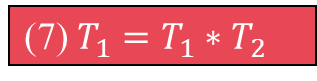 (7) T₁ = T₁ * T₂